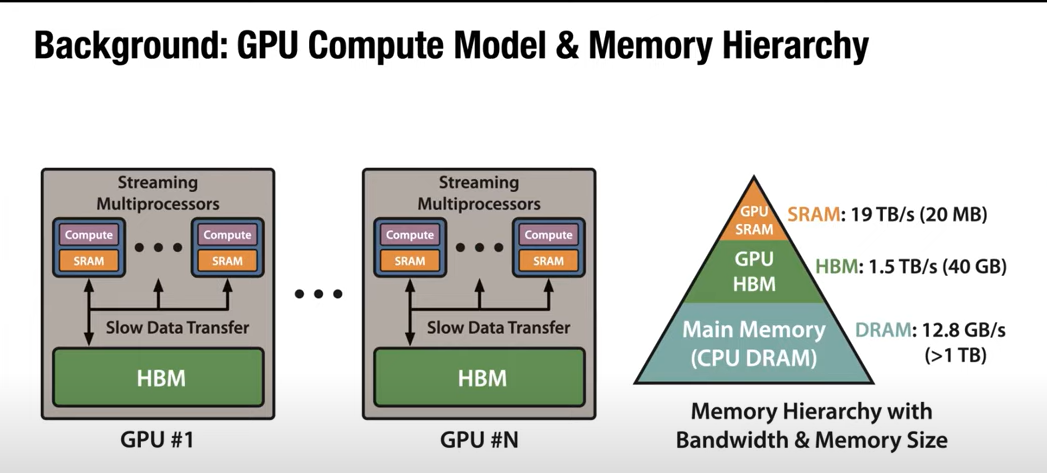 Background: GPU Compute Model & Memory Hierarchy
Streaming
Multiprocessors
Compute
SRAM
Compute
SRAM
Slow Data Transfer
HBM
GPU #1
Streaming
Multiprocessors
Compute
SRAM
Compute
SRAM
Slow Data Transfer
HBM
GPU #N
GPU
SRAM
SRAM: 19 TB/s (20 MB)
GPU
HBM
HBM: 1.5 TB/s (40 GB)
Main Memory
(CPU DRAM)
DRAM: 12.8 GB/s
(>1 TB)
Memory Hierarchy with
Bandwidth & Memory Size